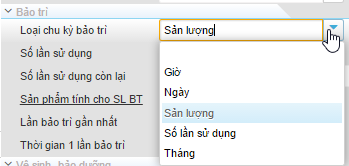 Bảo trì
Loại chu kỳ bảo trì
Sản lượng
Số lần sử dụng
Số lần sử dụng còn lại
Sản phẩm tính cho SL BT
Lần bảo trì gần nhất
Thời gian 1 lần bảo trì
Giờ
Ngày
Sản lượng
Số lần sử dụng
Tháng
Vệ sinh, bảo dưỡng